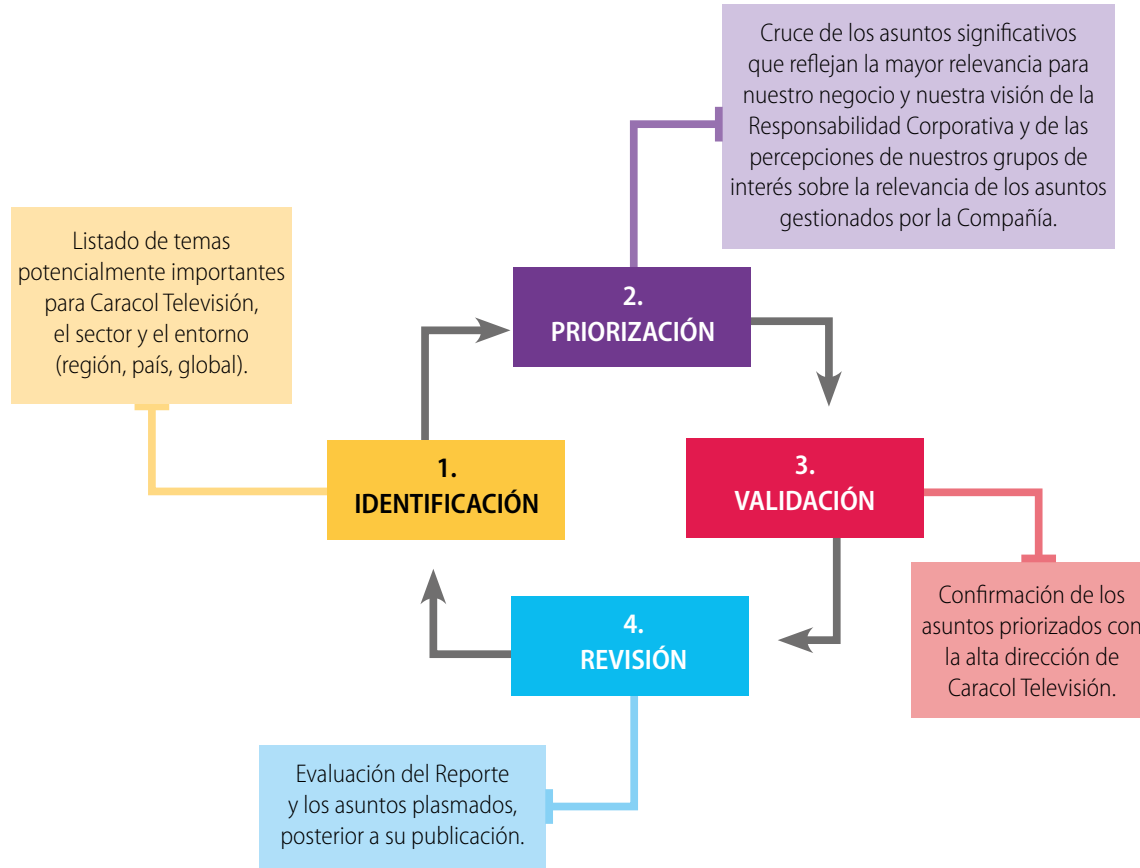 Cruce de los asuntos significativos
que reflejan la mayor relevancia para
nuestro negocio y nuestra visión de la
Responsabilidad Corporativa y de las
percepciones de nuestros grupos de
interés sobre la relevancia de los asuntos
gestionados por la Compañía.
Listado de temas
potencialmente importantes
para Caracol Televisión,
el sector y el entorno
(región, país, global).
2.
PRIORIZACIÓN
1.
IDENTIFICACIÓN
3.
VALIDACIÓN
Confirmación de los
asuntos priorizados con
la alta dirección de
Caracol Televisión.
4.
REVISIÓN
Evaluación del Reporte
y los asuntos plasmados,
posterior a su publicación.